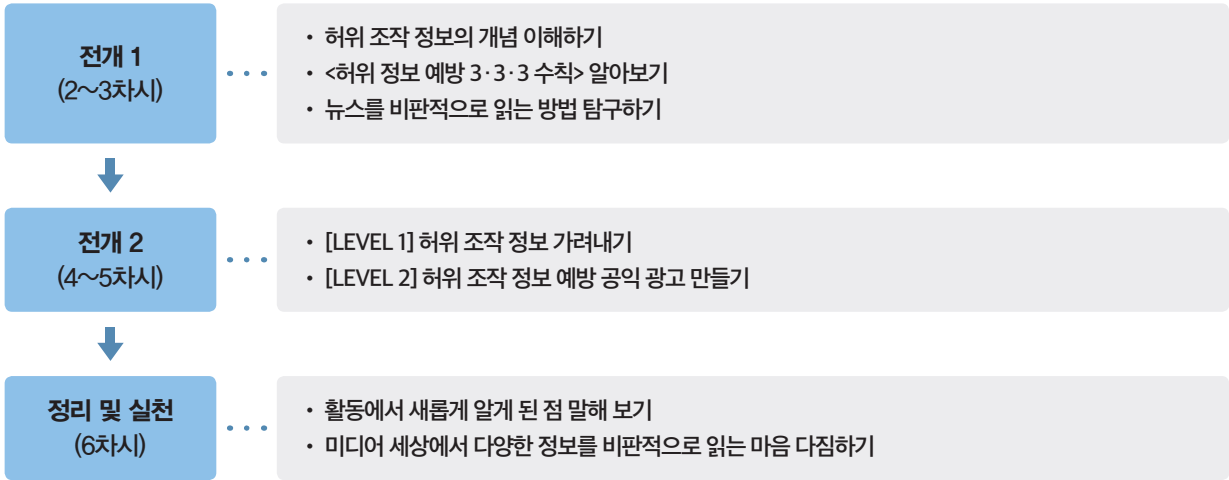 전개 1
(2~3차시)
• 허위 조작 정보의 개념 이해하기
• <허위 정보 예방 3·3·3 수칙> 알아보기
• 뉴스를 비판적으로 읽는 방법 탐구하기
전개 2
(4~5차시)
• [LEVEL 1] 허위 조작 정보 가려내기
• [LEVEL 2] 허위 조작 정보 예방 공익 광고 만들기
정리 및 실천
(6차시)
• 활동에서 새롭게 알게 된 점 말해 보기
• 미디어 세상에서 다양한 정보를 비판적으로 읽는 마음 다짐하기